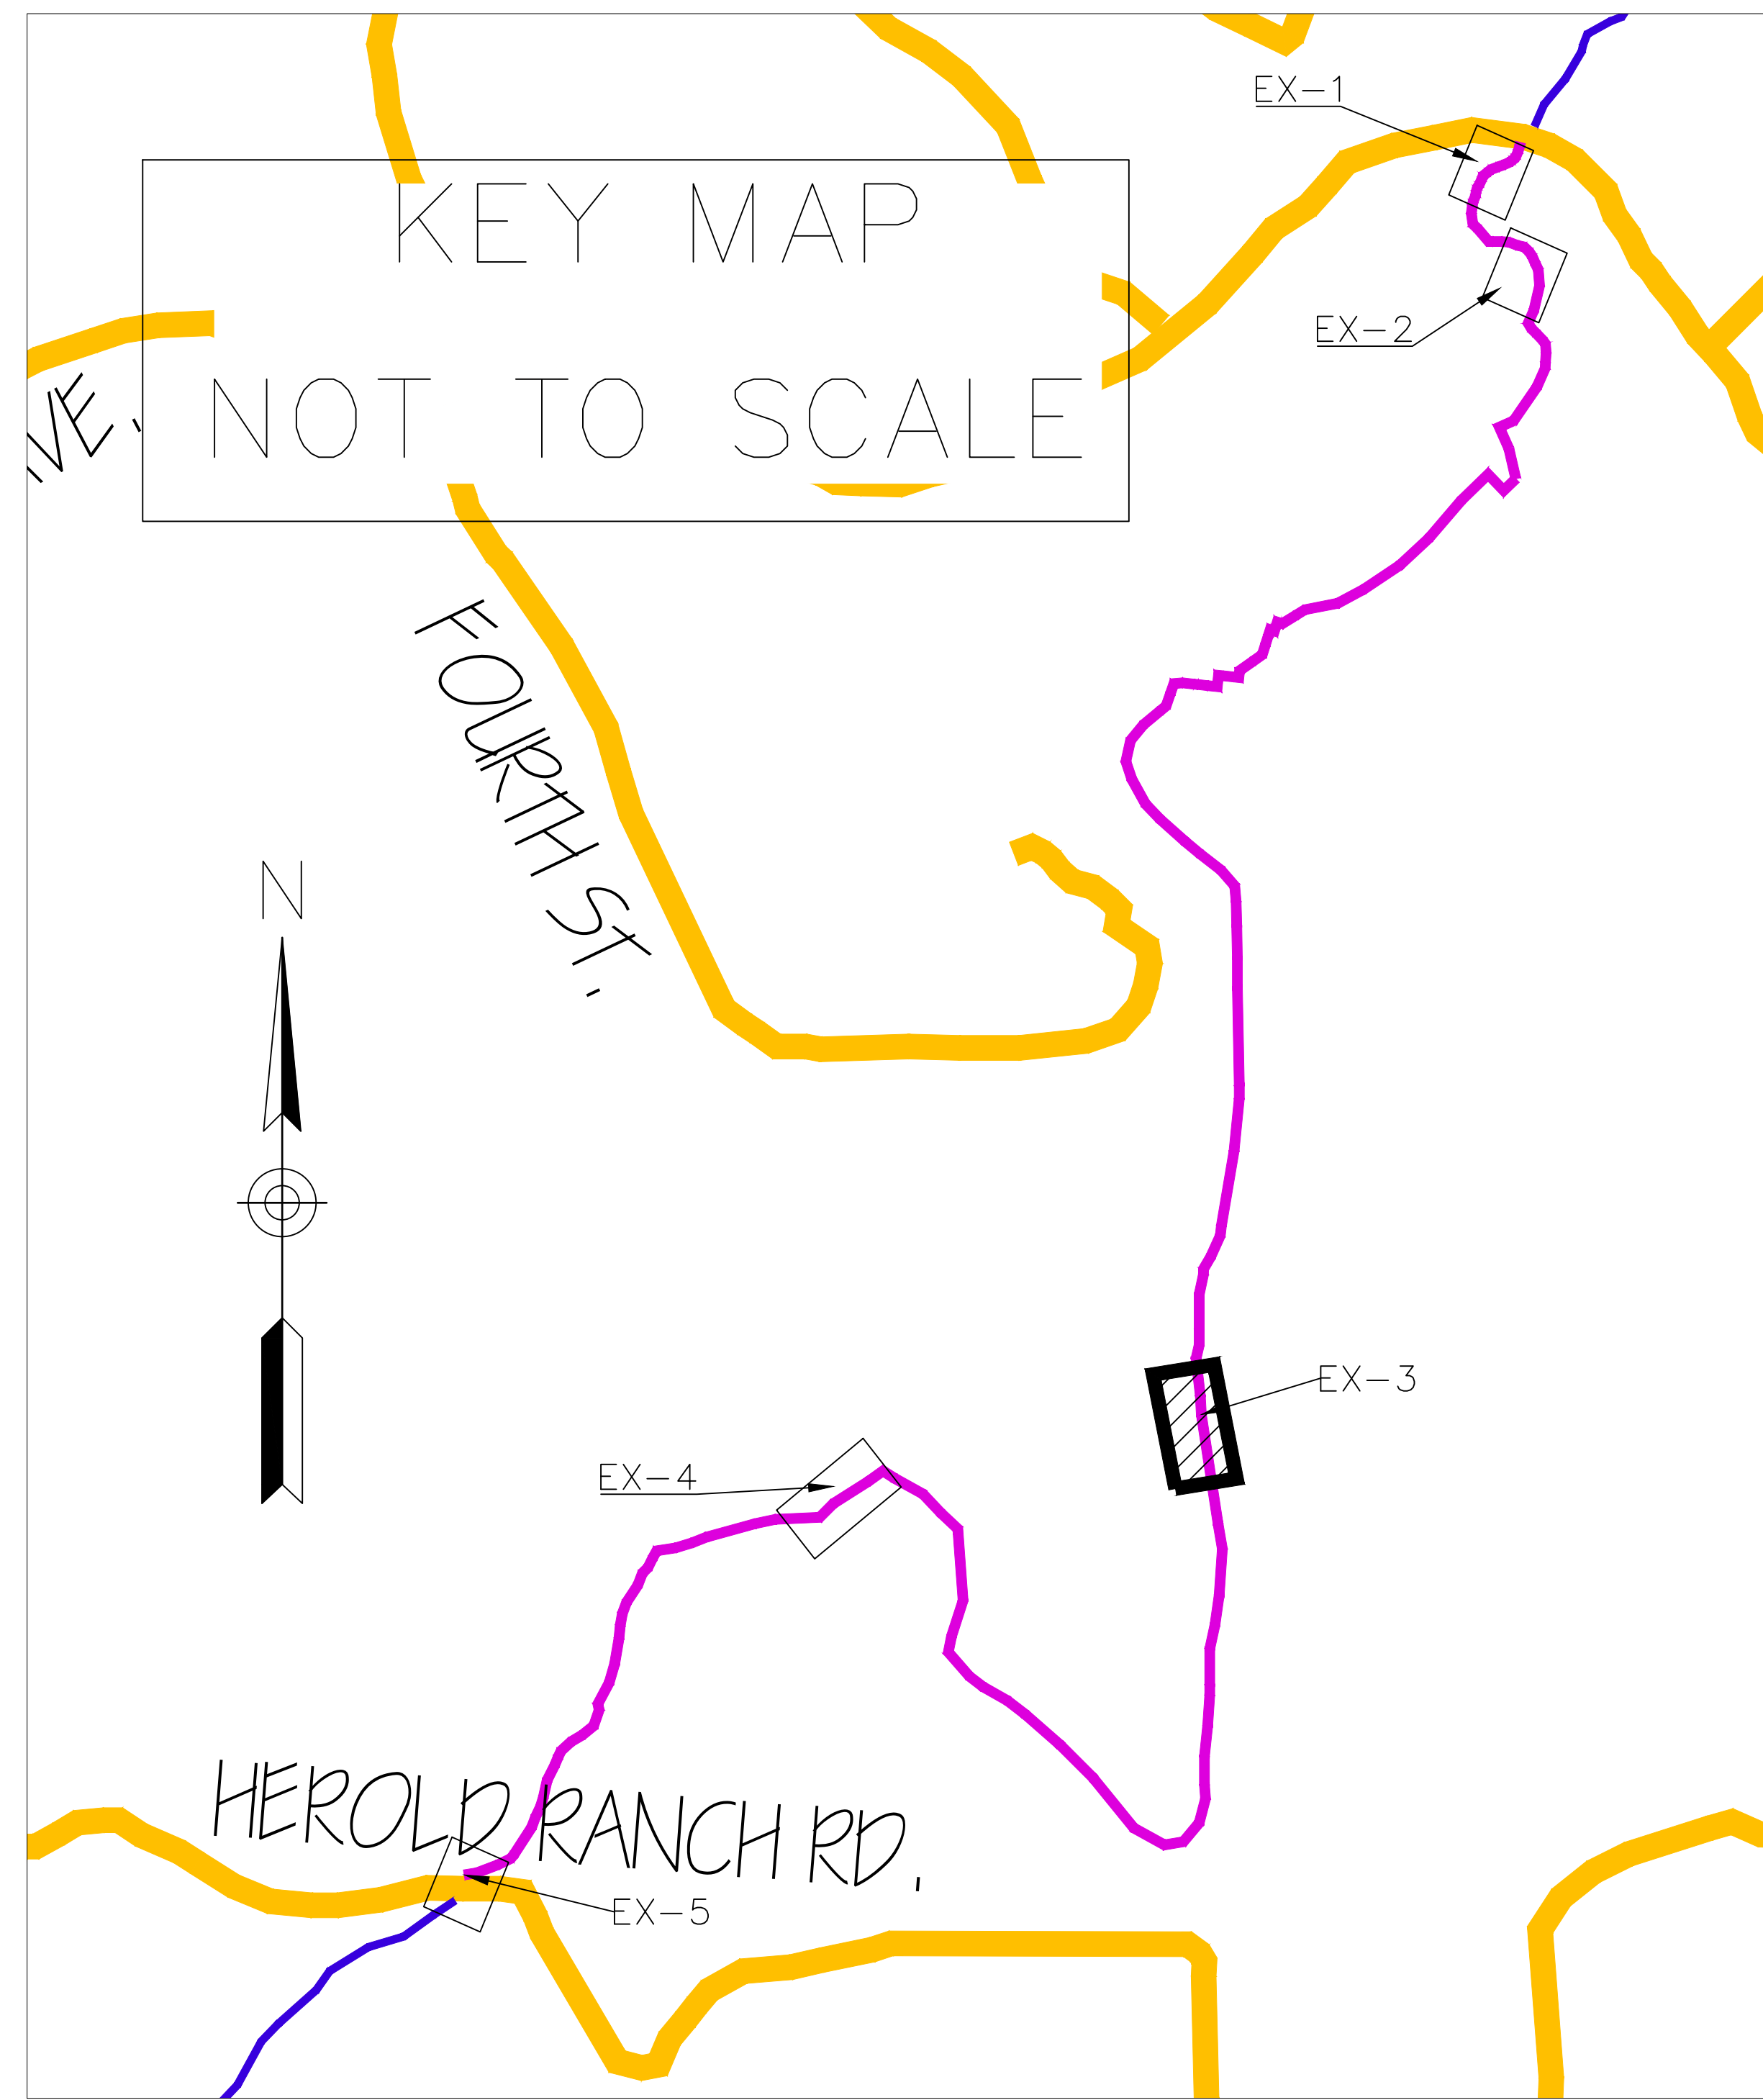 EX-1
KEY MAP
EX-2
NOT TO SCALE
VE.
FOURTH ST.
N
EX-3
EX-4
HEROLD RANCH RD.
EX-5